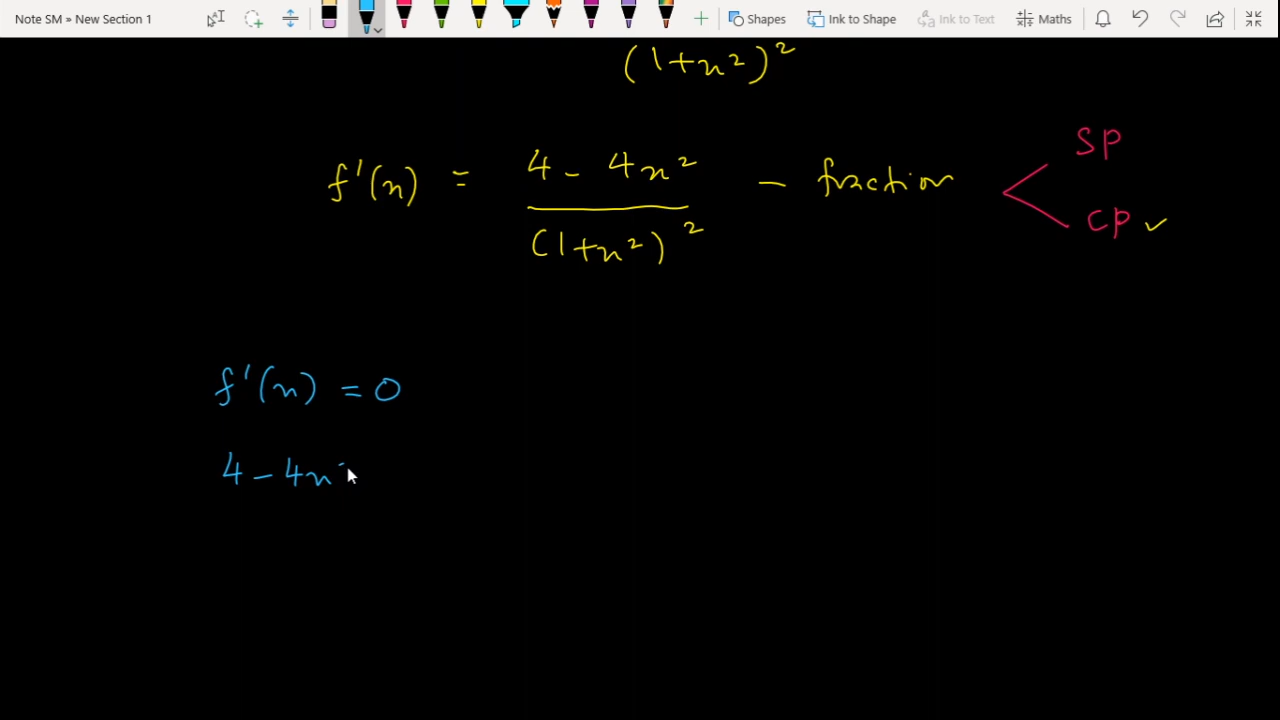 Note SM » New Section 1 Shapes Ink to Shape Ink to Text Maths
(1+x²)²
SP
f'(x) = 4 - 4x² / (1+x²)² - fraction
CP ✓
f'(x) = 0
4 - 4x